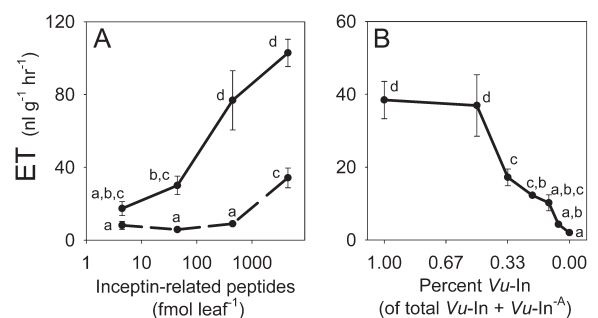 A
B
ET (nl g-1 hr-1)
120
80
40
0
d
d
b,c
a,b,c
c
a
a
a
1
10
100
1000
Inceptin-related peptides
(fmol leaf-1)
60
40
20
0
d
d
c
c,b
a,b,c
a,b
a
1.00
0.67
0.33
0.00
Percent Vu-In
(of total Vu-In + Vu-In-A)